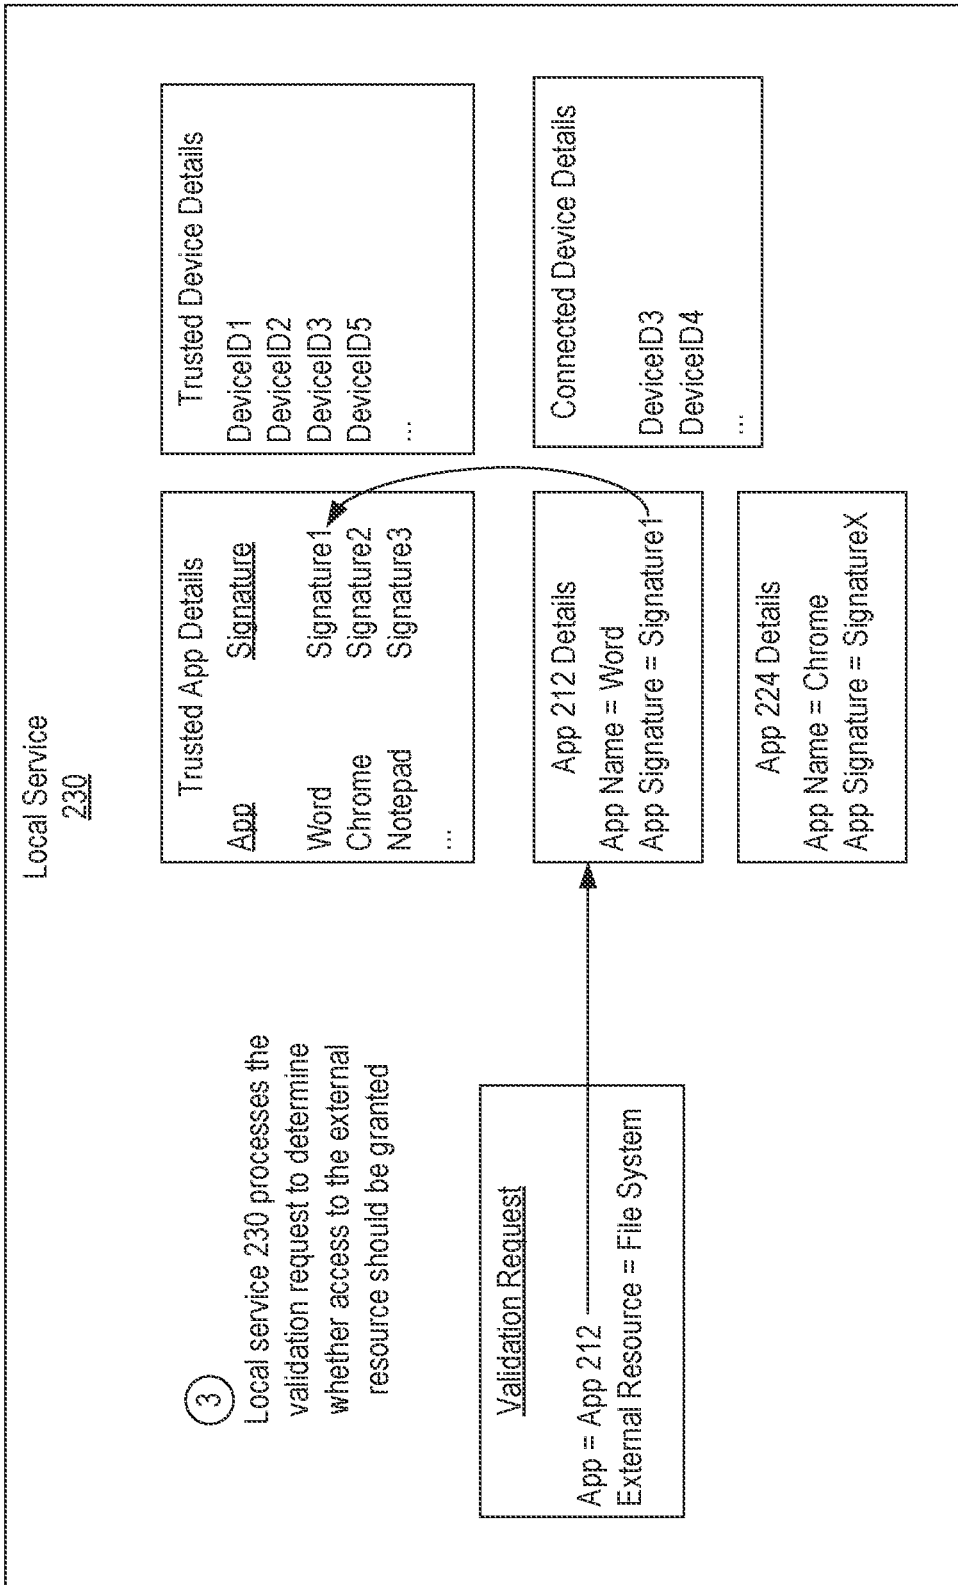 Local Service
230
3
Local service 230 processes the
validation request to determine
whether access to the external
resource should be granted
Validation Request
App = App 212
External Resource = File System
Trusted App Details
App Signature
Word Signature1
Chrome Signature2
Notepad Signature3
...
App 212 Details
App Name = Word
App Signature = Signature1
App 224 Details
App Name = Chrome
App Signature = SignatureX
Trusted Device Details
DeviceID1
DeviceID2
DeviceID3
DeviceID5
...
Connected Device Details
DeviceID3
DeviceID4
...